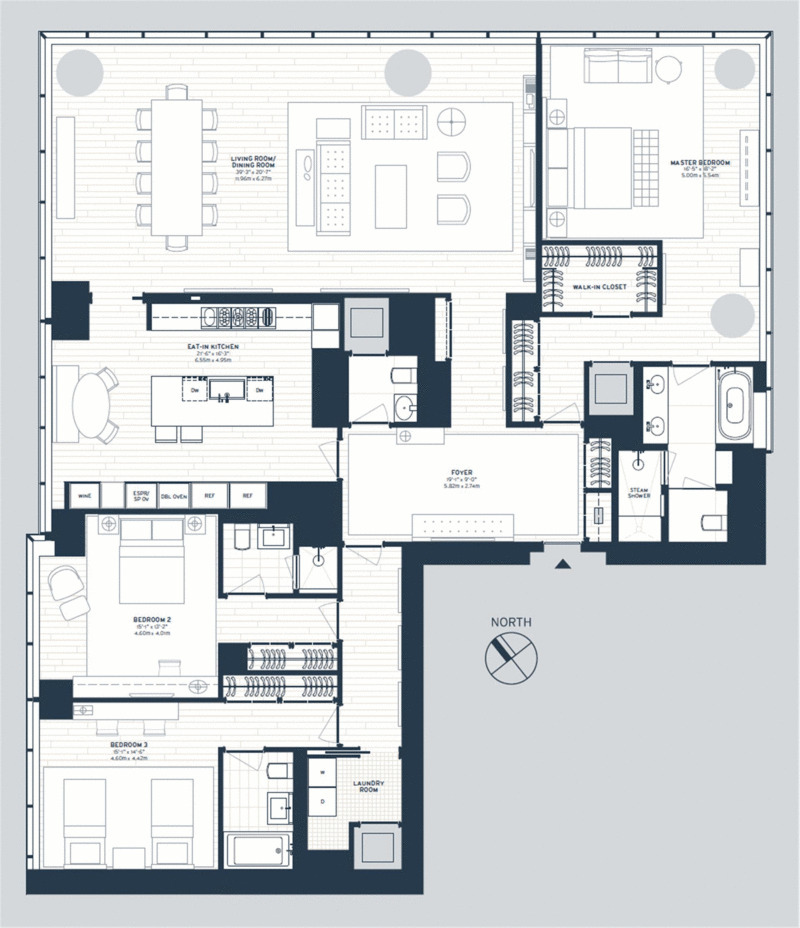 LIVING ROOM/
DINING ROOM
39'-3" x 20'-7"
11.96m x 6.27m
MASTER BEDROOM
16'-5" x 18'-2"
5.00m x 5.54m
WALK-IN CLOSET
EAT-IN KITCHEN
21'-6" x 16'-3"
6.55m x 4.95m
DW
DW
FOYER
19'-1" x 9'-0"
5.82m x 2.74m
STEAM
SHOWER
WINE
ESPR/
SP OV
DBL OVEN
REF
REF
BEDROOM 2
15'-1" x 13'-2"
4.60m x 4.01m
NORTH
BEDROOM 3
15'-1" x 14'-6"
4.60m x 4.42m
LAUNDRY
ROOM
D